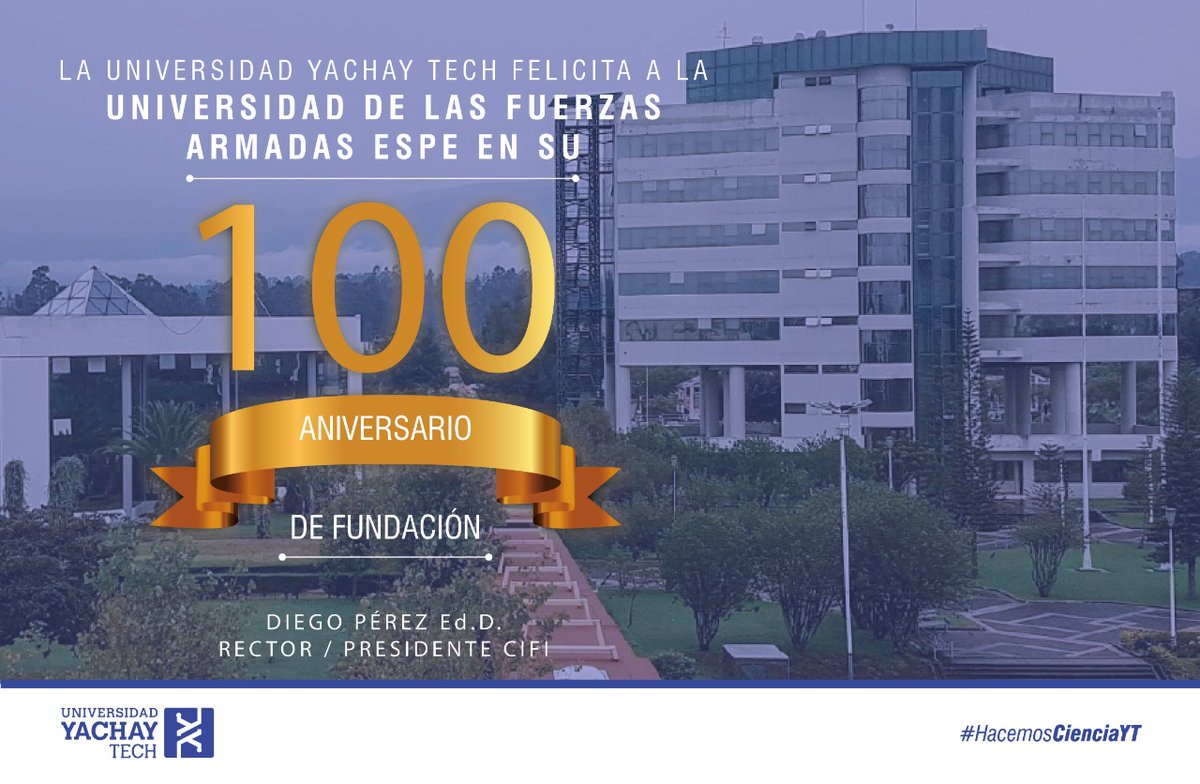 LA UNIVERSIDAD YACHAY TECH FELICITA A LA
UNIVERSIDAD DE LAS FUERZAS
ARMADAS ESPE EN SU
100
ANIVERSARIO
DE FUNDACIÓN
DIEGO PÉREZ Ed.D.
RECTOR / PRESIDENTE CIFI
UNIVERSIDAD
YACHAY
TECH
#HacemosCienciaYT